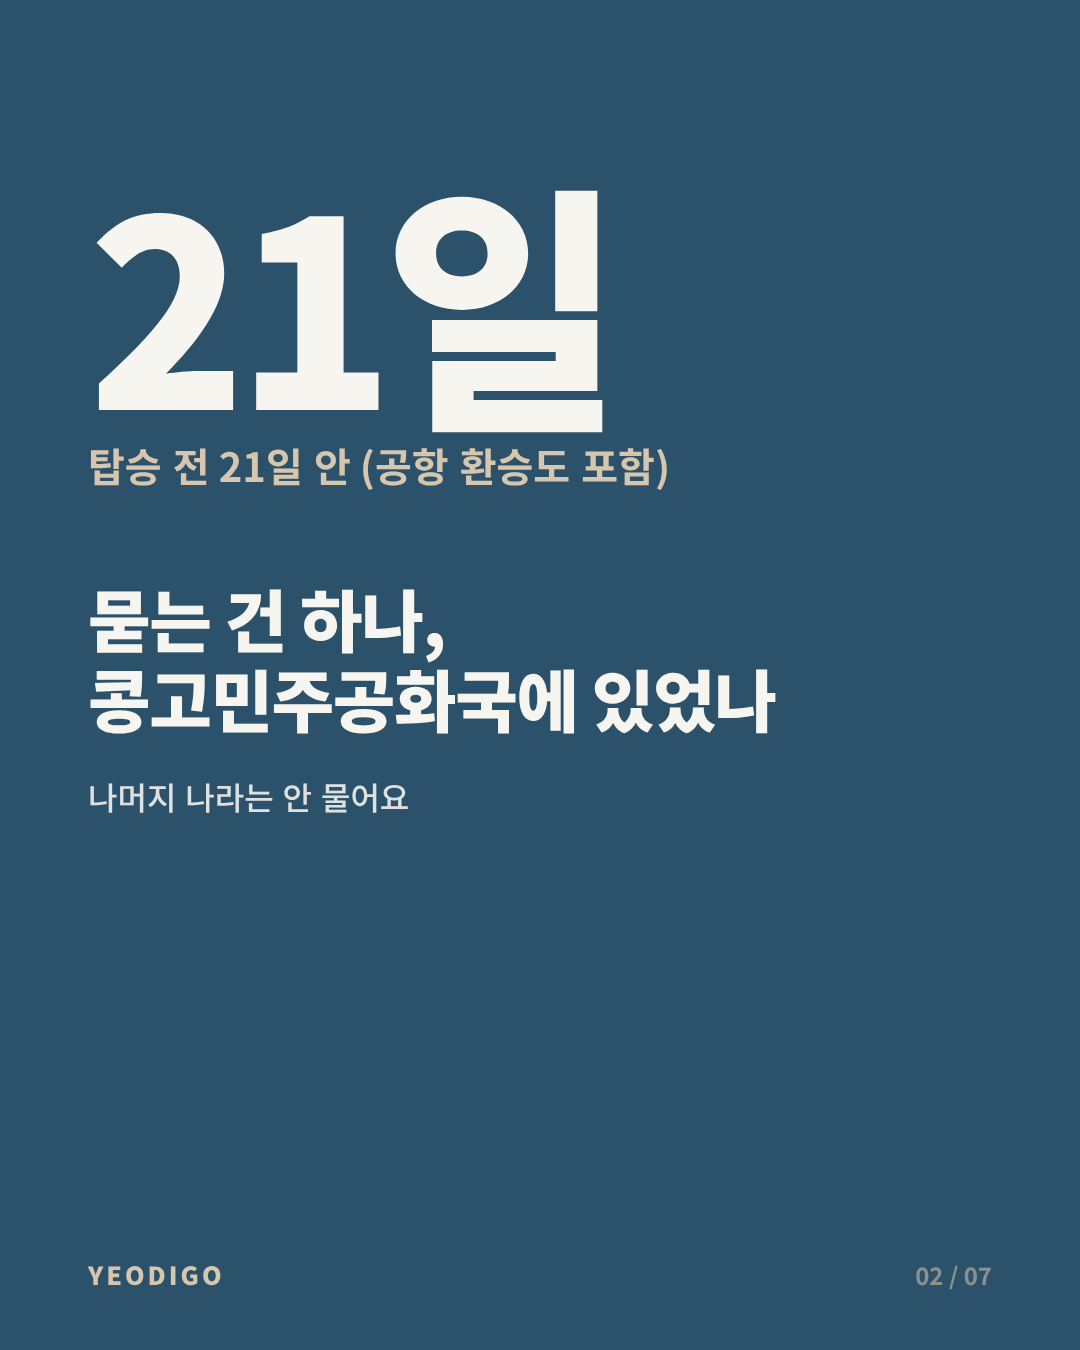 21일
탑승 전 21일 안 (공항 환승도 포함)
묻는 건 하나,
콩고민주공화국에 있었나
나머지 나라는 안 물어요
YEODIGO
02 / 07